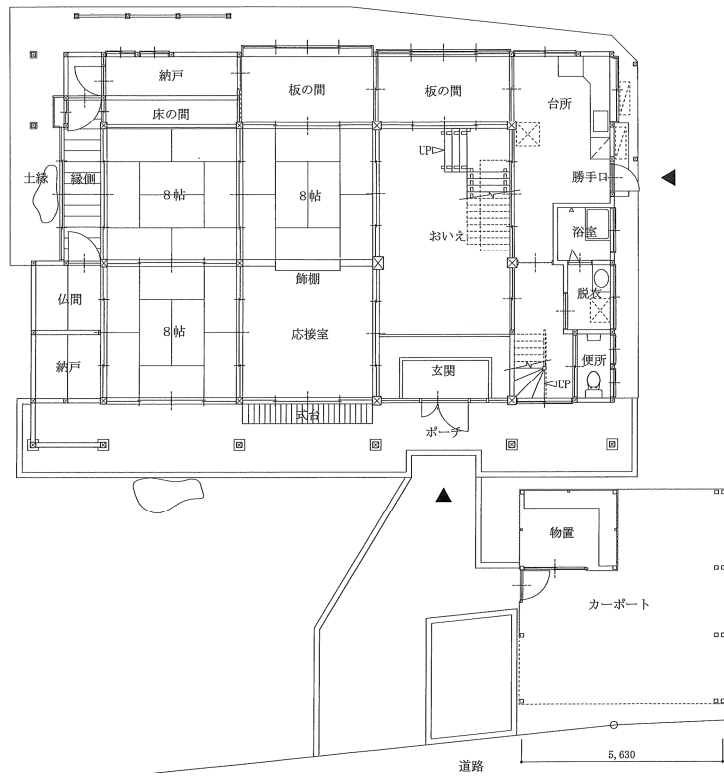 納戸
板の間
板の間
台所
床の間
UP
土縁
縁側
8帖
8帖
勝手口
おいえ
浴室
飾棚
仏間
脱衣
8帖
応接室
納戸
玄関
便所
UP
式台
ポーチ
物置
カーポート
5,630
道路